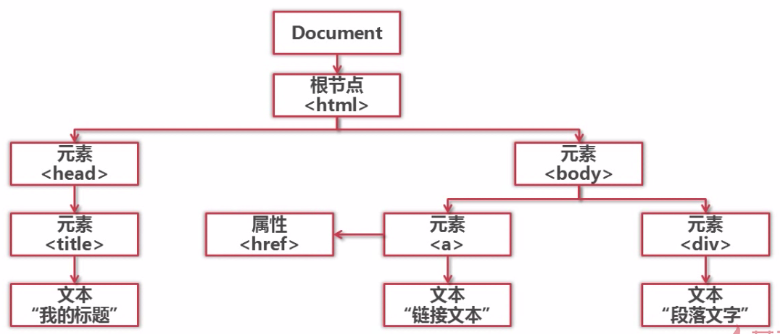 Document
根节点
<html>
元素
<head>
元素
<body>
元素
<title>
属性
<href>
元素
<a>
元素
<div>
文本
“我的标题”
文本
“链接文本”
文本
“段落文字”